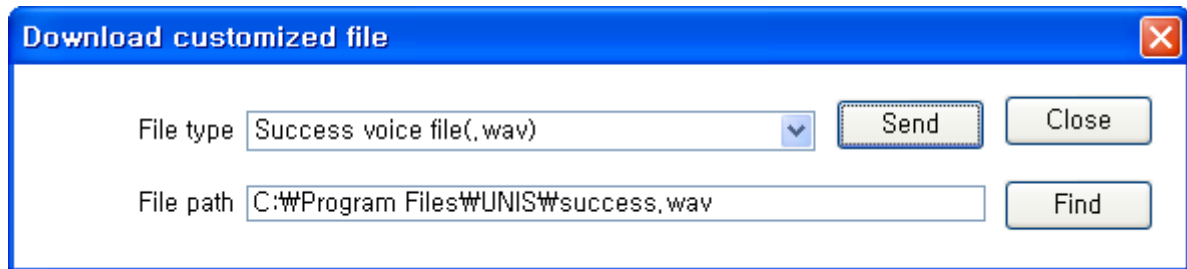 Download customized file
File type Success voice file(.wav) Send Close
File path C:₩Program Files₩UNIS₩success.wav Find